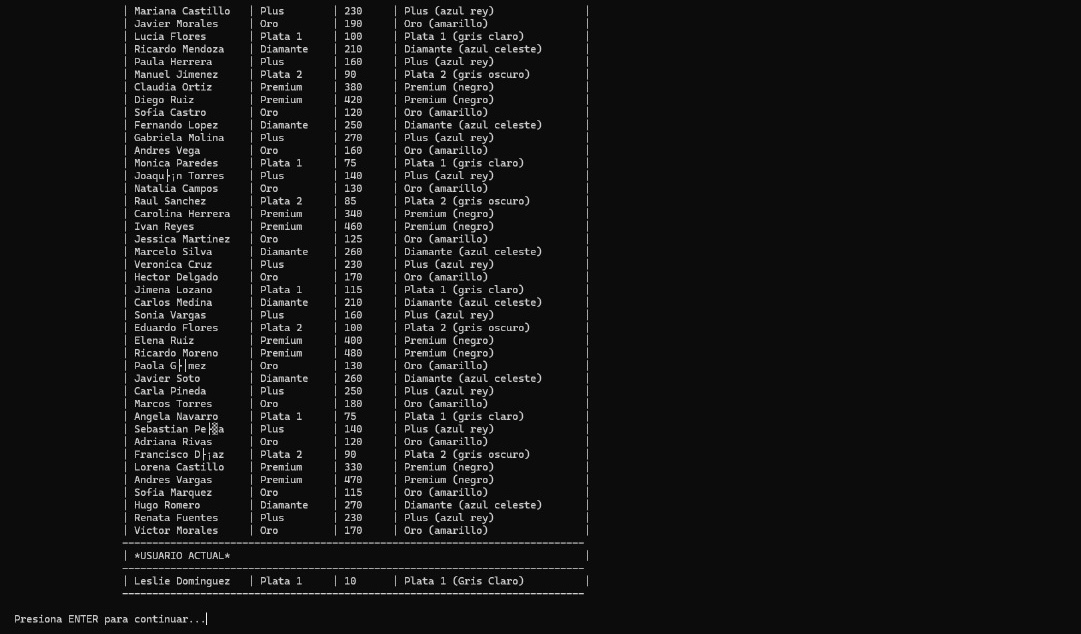 | Mariana Castillo | Plus | 230 | Plus (azul rey) |
| Javier Morales | Oro | 190 | Oro (amarillo) |
| Lucia Flores | Plata 1 | 100 | Plata 1 (gris claro) |
| Ricardo Mendoza | Diamante | 210 | Diamante (azul celeste) |
| Paula Herrera | Plus | 160 | Plus (azul rey) |
| Manuel Jimenez | Plata 2 | 90 | Plata 2 (gris oscuro) |
| Claudia Ortiz | Premium | 380 | Premium (negro) |
| Diego Ruiz | Premium | 420 | Premium (negro) |
| Sofia Castro | Oro | 120 | Oro (amarillo) |
| Fernando Lopez | Diamante | 250 | Diamante (azul celeste) |
| Gabriela Molina | Plus | 270 | Plus (azul rey) |
| Andres Vega | Oro | 160 | Oro (amarillo) |
| Monica Paredes | Plata 1 | 75 | Plata 1 (gris claro) |
| Joaqu├¡n Torres | Plus | 140 | Plus (azul rey) |
| Natalia Campos | Oro | 130 | Oro (amarillo) |
| Raul Sanchez | Plata 2 | 85 | Plata 2 (gris oscuro) |
| Carolina Herrera | Premium | 340 | Premium (negro) |
| Ivan Reyes | Premium | 460 | Premium (negro) |
| Jessica Martinez | Oro | 125 | Oro (amarillo) |
| Marcelo Silva | Diamante | 260 | Diamante (azul celeste) |
| Veronica Cruz | Plus | 230 | Plus (azul rey) |
| Hector Delgado | Oro | 170 | Oro (amarillo) |
| Jimena Lozano | Plata 1 | 115 | Plata 1 (gris claro) |
| Carlos Medina | Diamante | 210 | Diamante (azul celeste) |
| Sonia Vargas | Plus | 160 | Plus (azul rey) |
| Eduardo Flores | Plata 2 | 100 | Plata 2 (gris oscuro) |
| Elena Ruiz | Premium | 400 | Premium (negro) |
| Ricardo Moreno | Premium | 480 | Premium (negro) |
| Paola G├│mez | Oro | 130 | Oro (amarillo) |
| Javier Soto | Diamante | 260 | Diamante (azul celeste) |
| Carla Pineda | Plus | 250 | Plus (azul rey) |
| Marcos Torres | Oro | 180 | Oro (amarillo) |
| Angela Navarro | Plata 1 | 75 | Plata 1 (gris claro) |
| Sebastian Pe├▒a | Plus | 140 | Plus (azul rey) |
| Adriana Rivas | Oro | 120 | Oro (amarillo) |
| Francisco D├¡az | Plata 2 | 90 | Plata 2 (gris oscuro) |
| Lorena Castillo | Premium | 330 | Premium (negro) |
| Andres Vargas | Premium | 470 | Premium (negro) |
| Sofia Marquez | Oro | 115 | Oro (amarillo) |
| Hugo Romero | Diamante | 270 | Diamante (azul celeste) |
| Renata Fuentes | Plus | 230 | Plus (azul rey) |
| Victor Morales | Oro | 170 | Oro (amarillo) |
| *USUARIO ACTUAL* |
| Leslie Dominguez | Plata 1 | 10 | Plata 1 (Gris Claro) |
Presiona ENTER para continuar...